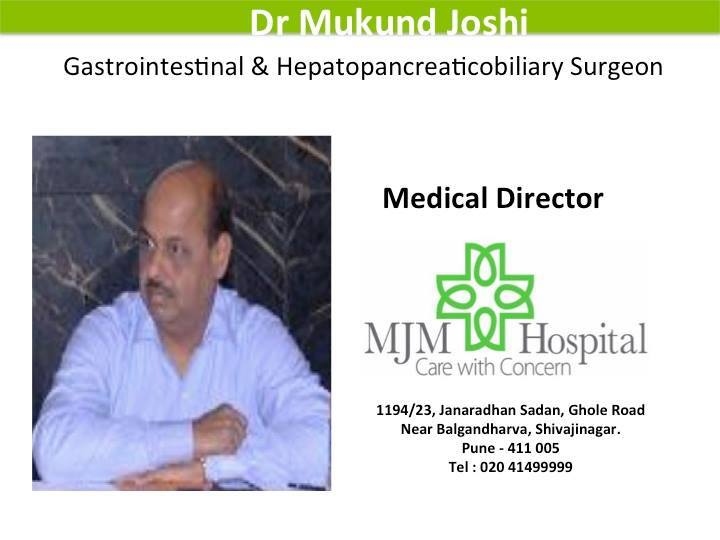 Dr Mukund Joshi
Gastrointestinal & Hepatopancreaticobiliary Surgeon
Medical Director
MJM Hospital
Care with Concern
1194/23, Janaradhan Sadan, Ghole Road
Near Balgandharva, Shivajinagar.
Pune - 411 005
Tel : 020 41499999